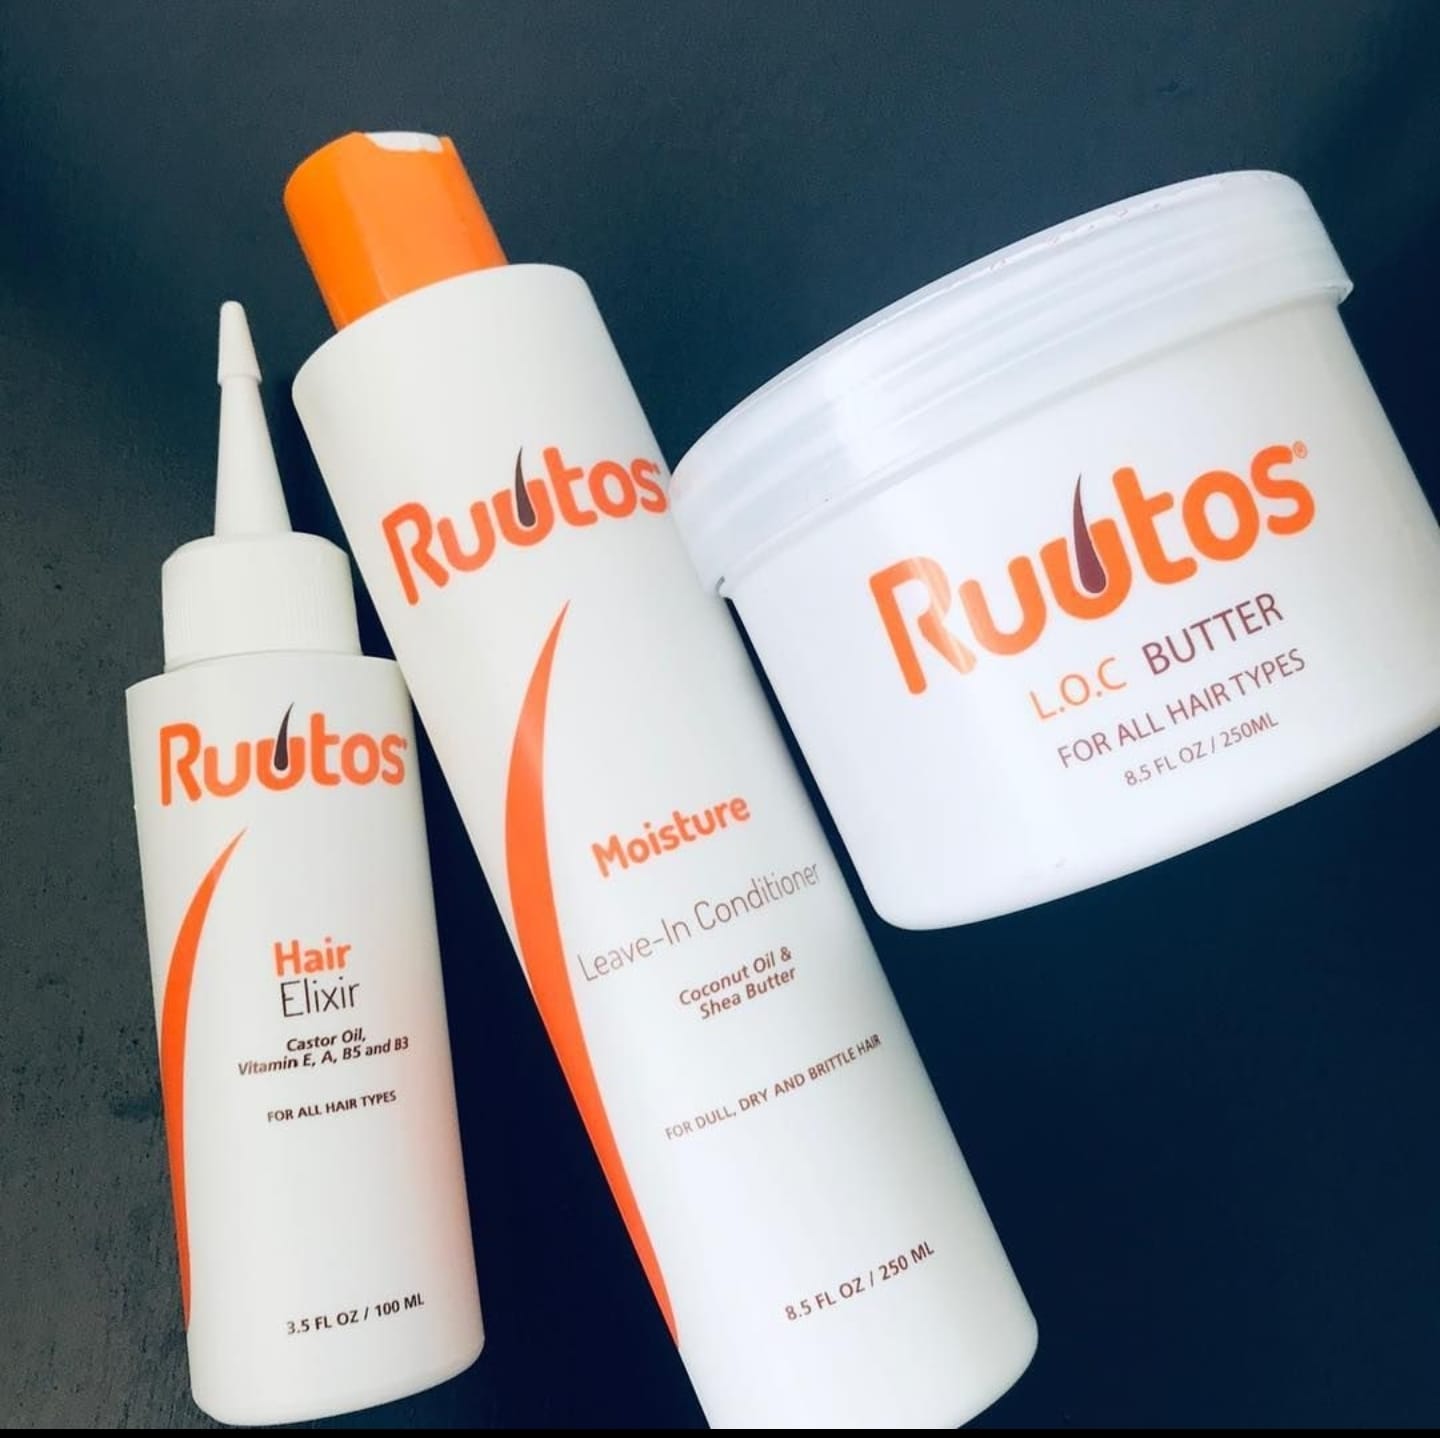 Ruutos
Hair
Elixir
Castor Oil,
Vitamin E, A, B5 and B3
FOR ALL HAIR TYPES
3.5 FL OZ / 100 ML
Ruutos
Moisture
Leave-In Conditioner
Coconut Oil &
Shea Butter
FOR DULL, DRY AND BRITTLE HAIR
8.5 FL OZ / 250 ML
Ruutos®
L.O.C BUTTER
FOR ALL HAIR TYPES
8.5 FL OZ / 250ML